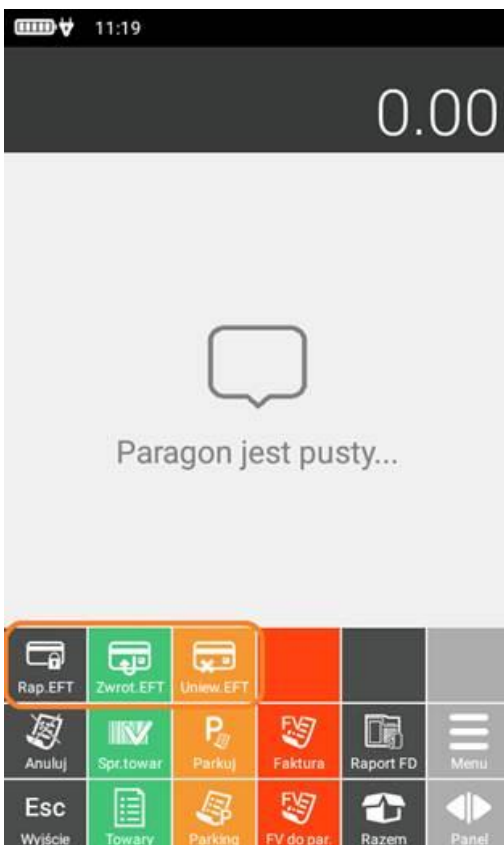 11:19
0.00
Paragon jest pusty...
Rap.EFT Zwrot.EFT Uniew.EFT
Anuluj Spr.towar Parkuj Faktura Raport FD Menu
Esc
Wyjście Towary Parking FV do par. Razem Panel